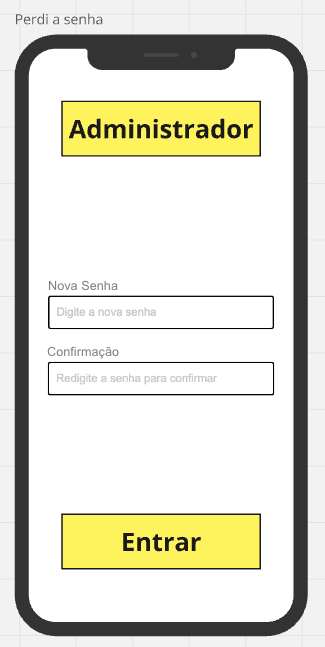 Perdi a senha
Administrador
Nova Senha
Digite a nova senha
Confirmação
Redigite a senha para confirmar
Entrar